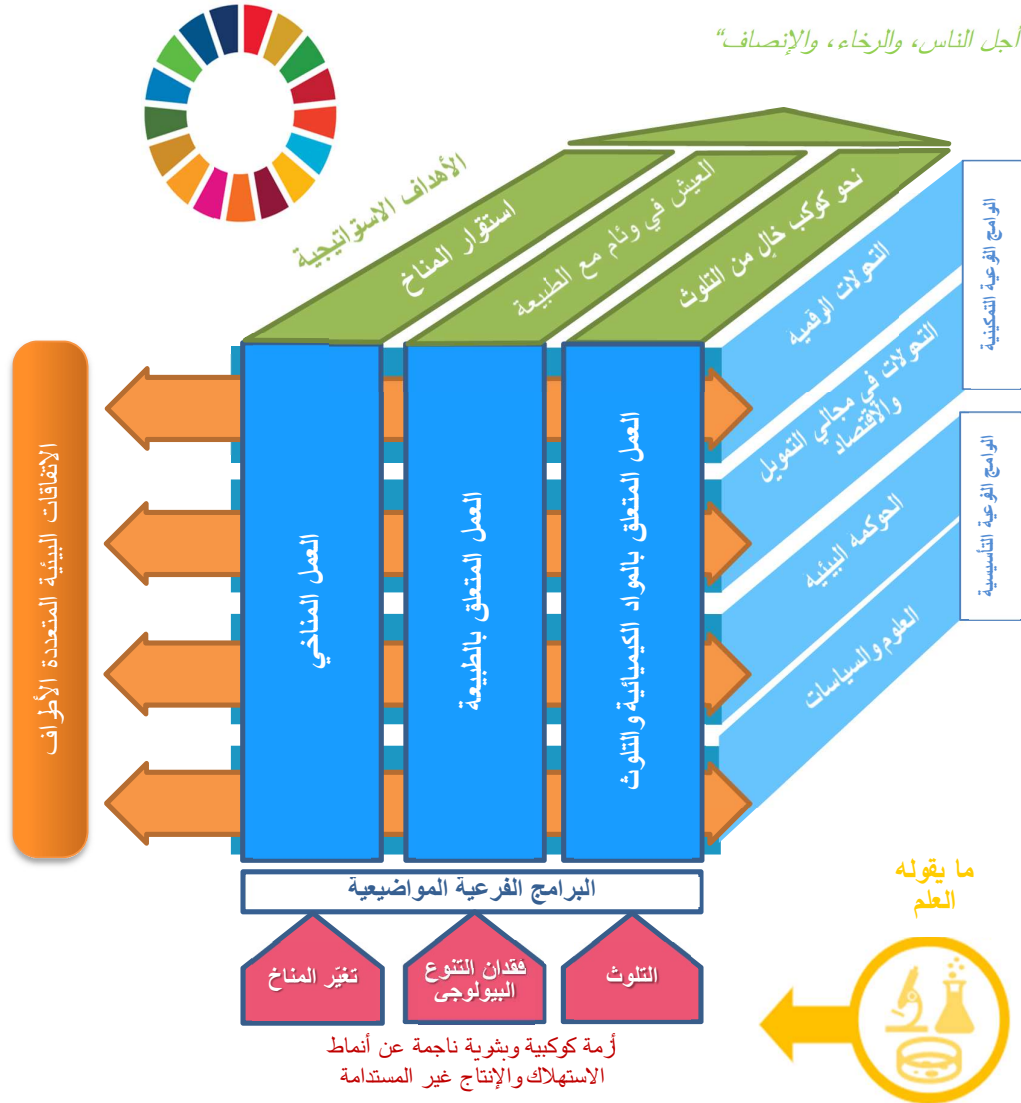 أجل الناس، والرخاء، والإنصاف“
الأهداف الاستراتيجية
استقرار المناخ
العيش في وئام مع الطبيعة
نحو كوكب خالٍ من التلوث
البرامج الفرعية التمكينية
التحولات الرقمية
التحولات في مجالي التمويل
والاقتصاد
البرامج الفرعية التأسيسية
الحوكمة البيئية
العلوم والسياسات
العمل المتعلق بالمواد الكيميائية والتلوث
العمل المتعلق بالطبيعة
العمل المناخي
الاتفاقات البيئية المتعددة الأطراف
البرامج الفرعية المواضيعية
التلوث
فقدان التنوع
البيولوجي
تغيّر المناخ
أزمة كوكبية وبشرية ناجمة عن أنماط
الاستهلاك والإنتاج غير المستدامة
ما يقوله
العلم